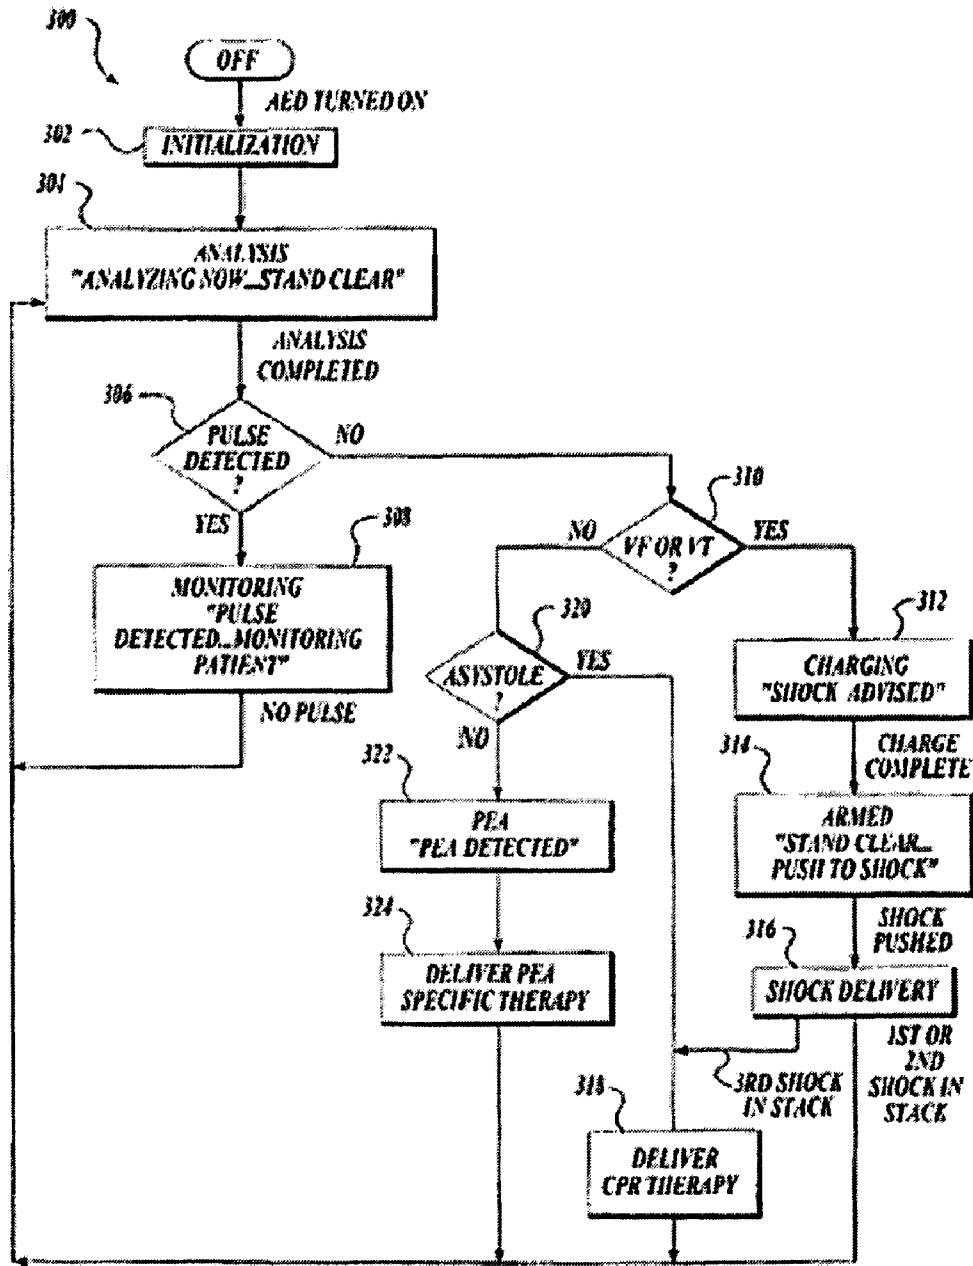 300
OFF
AED TURNED ON
302
INITIALIZATION
304
ANALYSIS
"ANALYZING NOW...STAND CLEAR"
ANALYSIS
COMPLETED
306
PULSE
DETECTED
?
NO
YES
308
MONITORING
"PULSE
DETECTED...MONITORING
PATIENT"
NO PULSE
310
VF OR VT
?
NO
YES
312
CHARGING
"SHOCK ADVISED"
CHARGE
COMPLETE
314
ARMED
"STAND CLEAR...
PUSH TO SHOCK"
SHOCK
PUSHED
316
SHOCK DELIVERY
1ST OR
2ND
SHOCK IN
STACK
3RD SHOCK
IN STACK
320
ASYSTOLE
?
YES
NO
322
PEA
"PEA DETECTED"
324
DELIVER PEA
SPECIFIC THERAPY
318
DELIVER
CPR THERAPY